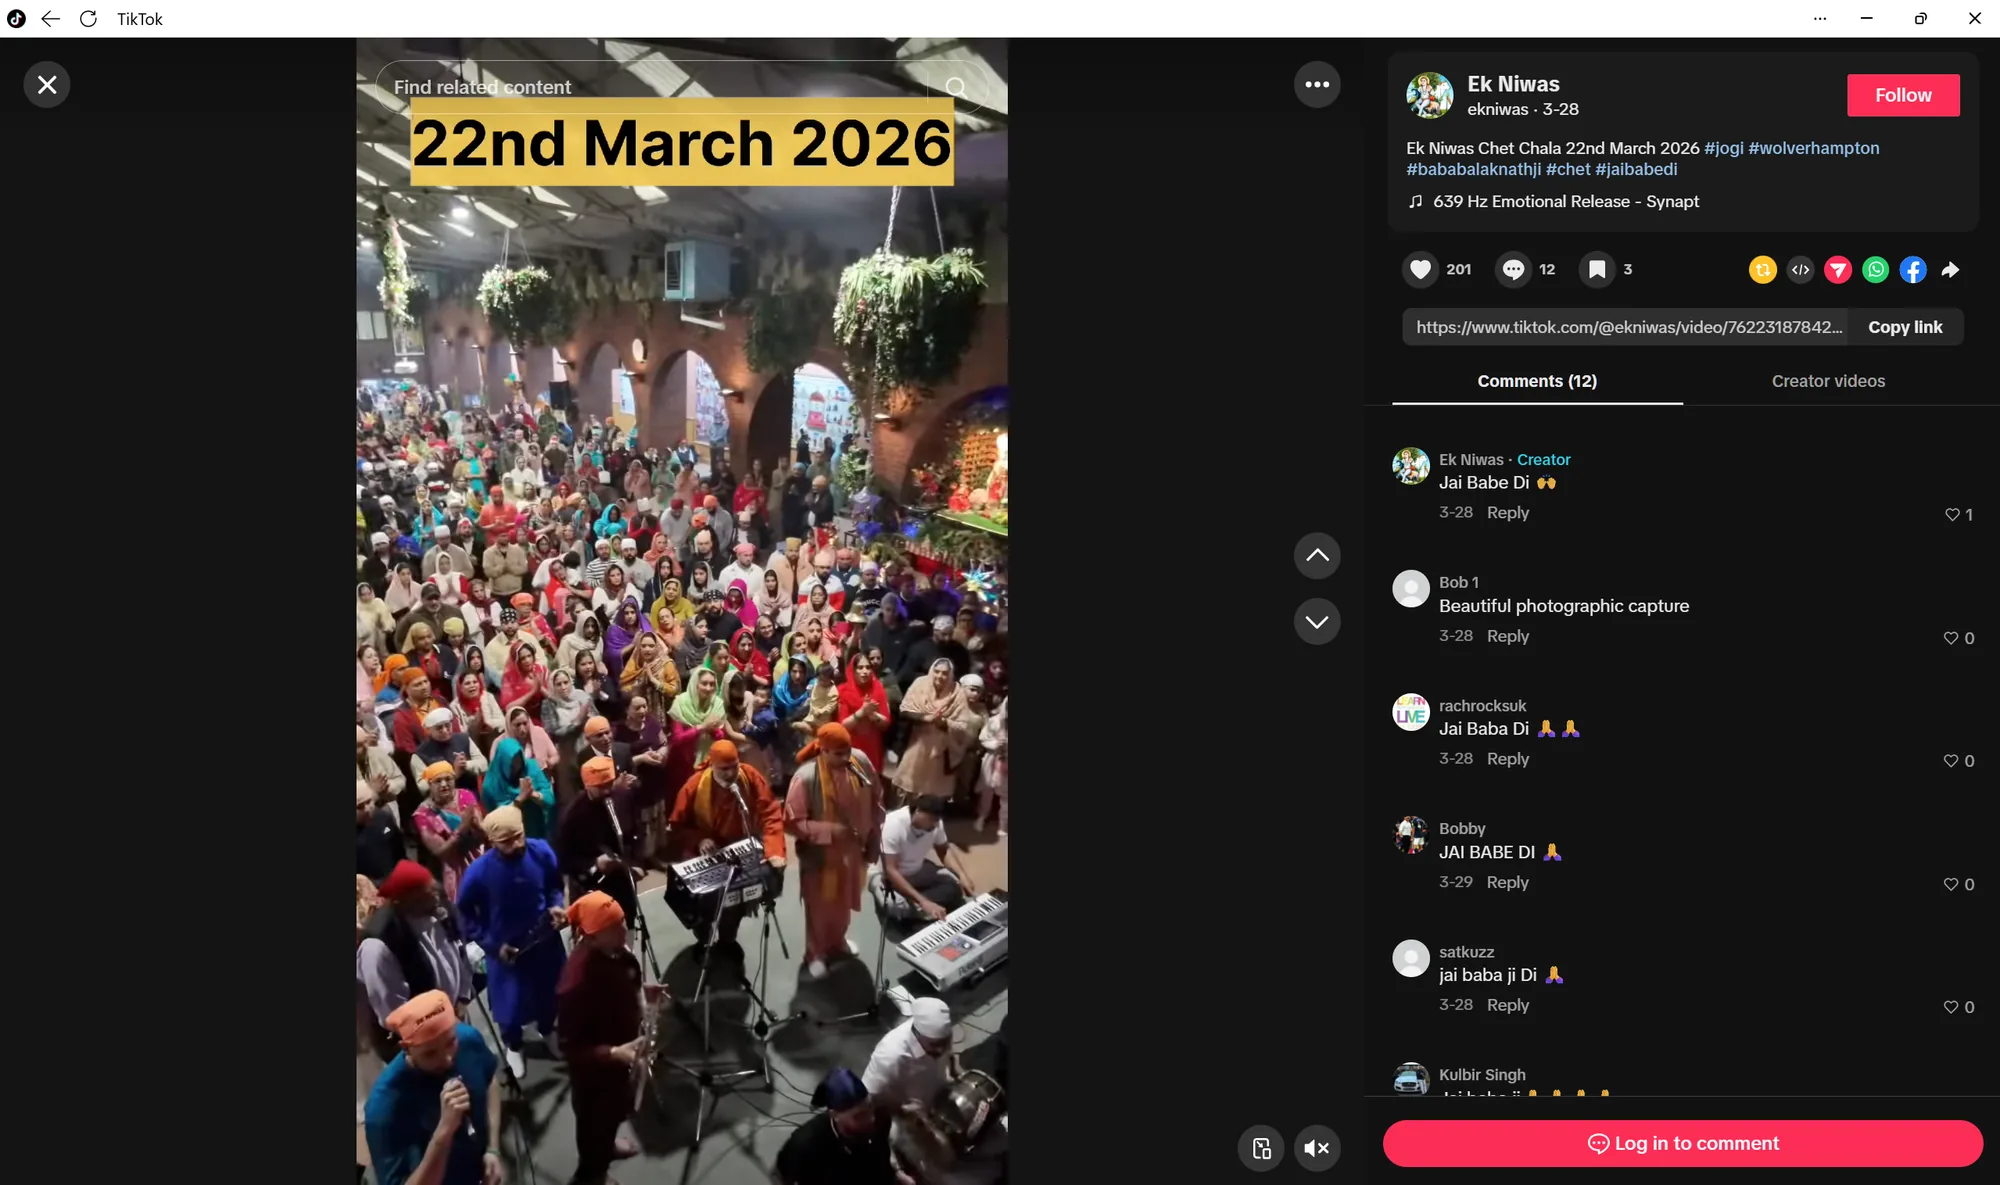 TikTok
Find related content
22nd March 2026
Ek Niwas
ekniwas · 3-28
Follow
Ek Niwas Chet Chala 22nd March 2026 #jogi #wolverhampton
#bababalaknathji #chet #jaibabedi
639 Hz Emotional Release - Synapt
201
12
3
https://www.tiktok.com/@ekniwas/video/76223187842...
Copy link
Comments (12)
Creator videos
Ek Niwas · Creator
Jai Babe Di 🙌
3-28 Reply
1
Bob 1
Beautiful photographic capture
3-28 Reply
0
LEARN
LIVE
rachrocksuk
Jai Baba Di 🙏🙏
3-28 Reply
0
Bobby
JAI BABE DI 🙏
3-29 Reply
0
satkuzz
jai baba ji Di 🙏
3-28 Reply
0
Kulbir Singh
Jai baba ji 🙏🙏🙏🙏
Log in to comment